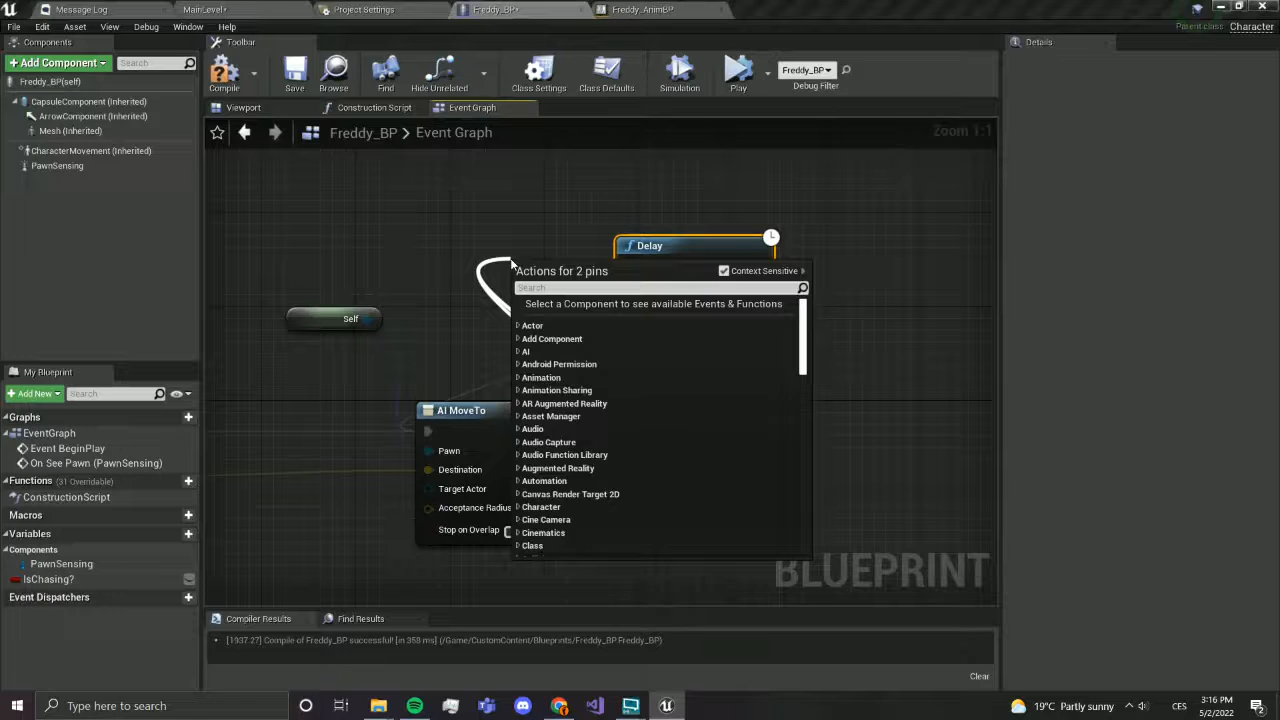 Message Log
MainLevel•
Project Settings
Freddy_BP•
Freddy_AnimBP
File Edit Asset View Debug Window Help
Parent class: Character
Components
Toolbar
Details
+ Add Component
Search
Freddy_BP(self)
CapsuleComponent (Inherited)
ArrowComponent (Inherited)
Mesh (Inherited)
CharacterMovement (Inherited)
PawnSensing
Compile
Save
Browse
Find
Hide Unrelated
Class Settings
Class Defaults
Simulation
Play
Freddy_BP
Debug Filter
Viewport
Construction Script
Event Graph
Freddy_BP > Event Graph
Zoom 1:1
Delay
Actions for 2 pins
Context Sensitive
Search
Select a Component to see available Events & Functions
Actor
Add Component
AI
Android Permission
Animation
Animation Sharing
AR Augmented Reality
Asset Manager
Audio
Audio Capture
Audio Function Library
Augmented Reality
Automation
Canvas Render Target 2D
Character
Cine Camera
Cinematics
Class
Self
AI MoveTo
Pawn
Destination
Target Actor
Acceptance Radius
Stop on Overlap
BLUEPRINT
My Blueprint
+ Add New
Search
Graphs
EventGraph
Event BeginPlay
On See Pawn (PawnSensing)
Functions (31 Overridable)
ConstructionScript
Macros
Variables
Components
PawnSensing
IsChasing?
Event Dispatchers
Compiler Results
Find Results
[1937.27] Compile of Freddy_BP successful! [in 358 ms] (/Game/CustomContent/Blueprints/Freddy_BP.Freddy_BP)
Clear
Type here to search
19°C Partly sunny
CES
3:16 PM
5/2/2022